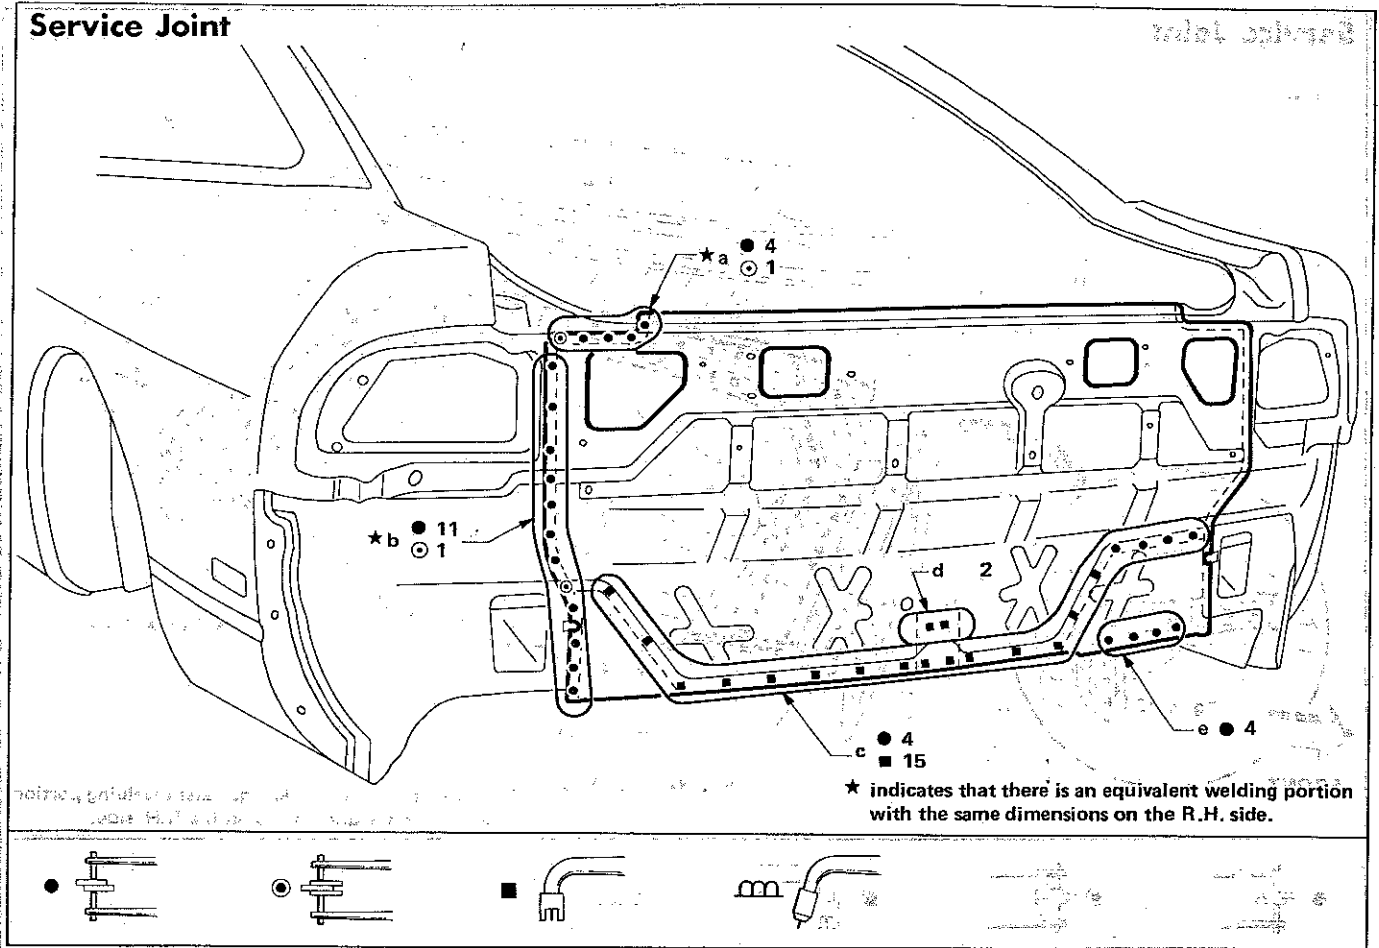 Service Joint
★a ● 4
⊙ 1
★b ● 11
⊙ 1
d 2
c ● 4
■ 15
e ● 4
★ indicates that there is an equivalent welding portion
with the same dimensions on the R.H. side.